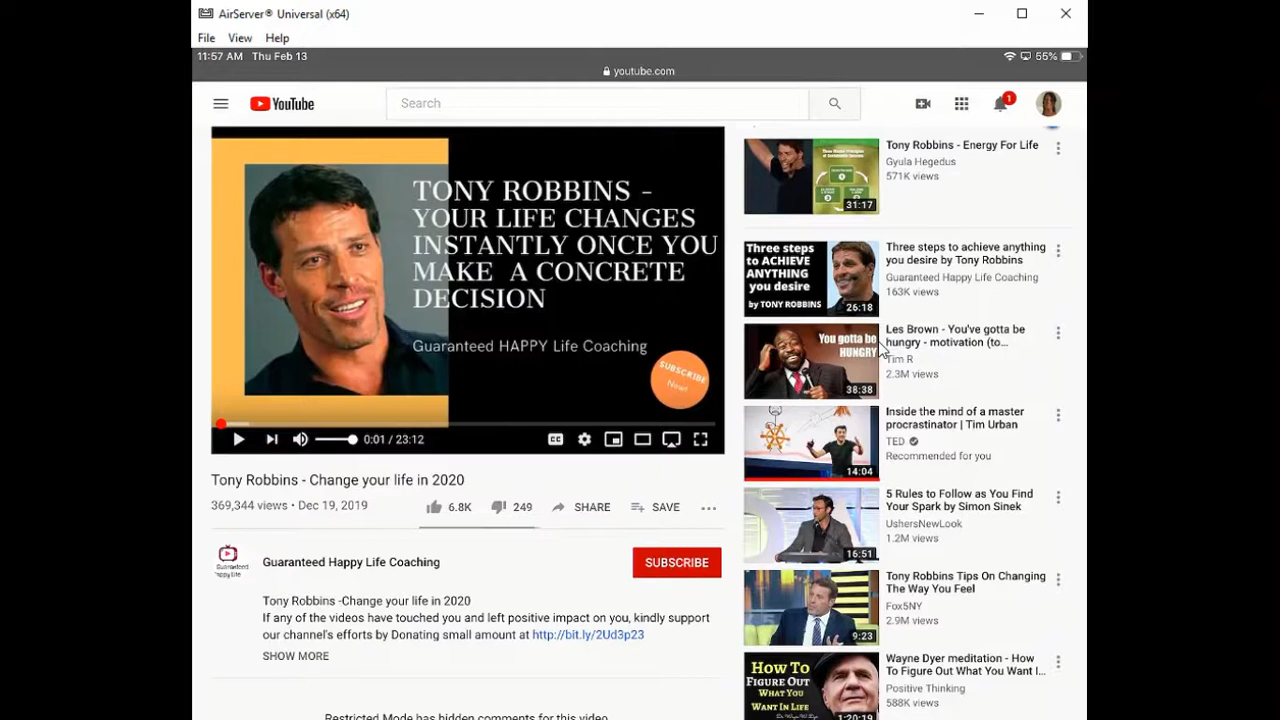 AirServer® Universal (x64)
File View Help
11:57 AM Thu Feb 13
55%
youtube.com
YouTube
Search
1
TONY ROBBINS -
YOUR LIFE CHANGES
INSTANTLY ONCE YOU
MAKE A CONCRETE
DECISION
Guaranteed HAPPY Life Coaching
SUBSCRIBE
Now!
0:01 / 23:12
CC
Tony Robbins - Change your life in 2020
369,344 views • Dec 19, 2019
6.8K
249
SHARE
SAVE
Guaranteed
happy life
Guaranteed Happy Life Coaching
SUBSCRIBE
Tony Robbins -Change your life in 2020
If any of the videos have touched you and left positive impact on you, kindly support
our channel's efforts by Donating small amount at http://bit.ly/2Ud3p23
SHOW MORE
Restricted Mode has hidden comments for this video
31:17
Tony Robbins - Energy For Life
Gyula Hegedus
571K views
Three steps
to ACHIEVE
ANYTHING
you desire
by TONY ROBBINS
26:18
Three steps to achieve anything
you desire by Tony Robbins
Guaranteed Happy Life Coaching
163K views
You gotta be
HUNGRY
38:38
Les Brown - You've gotta be
hungry - motivation (to...
Tim R
2.3M views
14:04
Inside the mind of a master
procrastinator | Tim Urban
TED
Recommended for you
16:51
5 Rules to Follow as You Find
Your Spark by Simon Sinek
UshersNewLook
1.2M views
9:23
Tony Robbins Tips On Changing
The Way You Feel
Fox5NY
2.9M views
How To
FIGURE OUT
WHAT YOU
WANT IN LIFE
1:20:19
Wayne Dyer meditation - How
To Figure Out What You Want I...
Positive Thinking
588K views